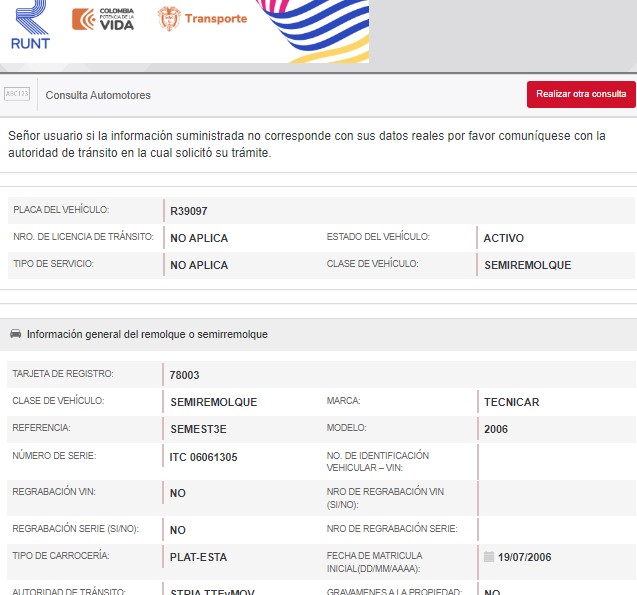 RUNT
COLOMBIA
POTENCIA DE LA
VIDA
Transporte
Consulta Automotores
Realizar otra consulta
Señor usuario si la información suministrada no corresponde con sus datos reales por favor comuníquese con la
autoridad de tránsito en la cual solicitó su trámite.
PLACA DEL VEHÍCULO: R39097
NRO. DE LICENCIA DE TRÁNSITO: NO APLICA ESTADO DEL VEHÍCULO: ACTIVO
TIPO DE SERVICIO: NO APLICA CLASE DE VEHÍCULO: SEMIREMOLQUE
Información general del remolque o semirremolque
TARJETA DE REGISTRO: 78003
CLASE DE VEHÍCULO: SEMIREMOLQUE MARCA: TECNICAR
REFERENCIA: SEMEST3E MODELO: 2006
NÚMERO DE SERIE: ITC 06061305 NO. DE IDENTIFICACIÓN
VEHICULAR – VIN:
REGRABACIÓN VIN: NO NRO DE REGRABACIÓN VIN
(SI/NO):
REGRABACIÓN SERIE (SI/NO): NO NRO DE REGRABACIÓN SERIE:
TIPO DE CARROCERÍA: PLAT-ESTA FECHA DE MATRICULA
INICIAL(DD/MM/AAAA): 19/07/2006
AUTORIDAD DE TRÁNSITO: STRIA TTEyMOV GRAVAMENES A LA PROPIEDAD: NO